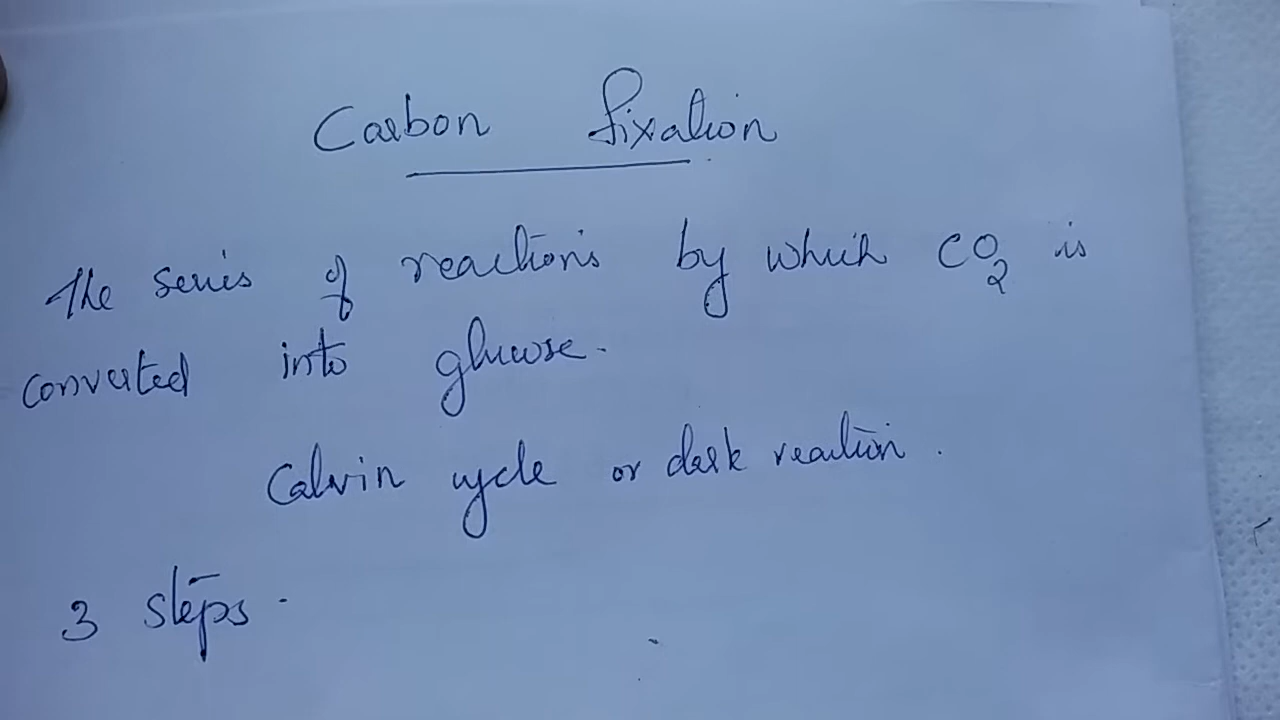 Carbon fixation
The series of reactions by which CO2 is
converted into glucose.
Calvin cycle or dark reaction.
3 steps.